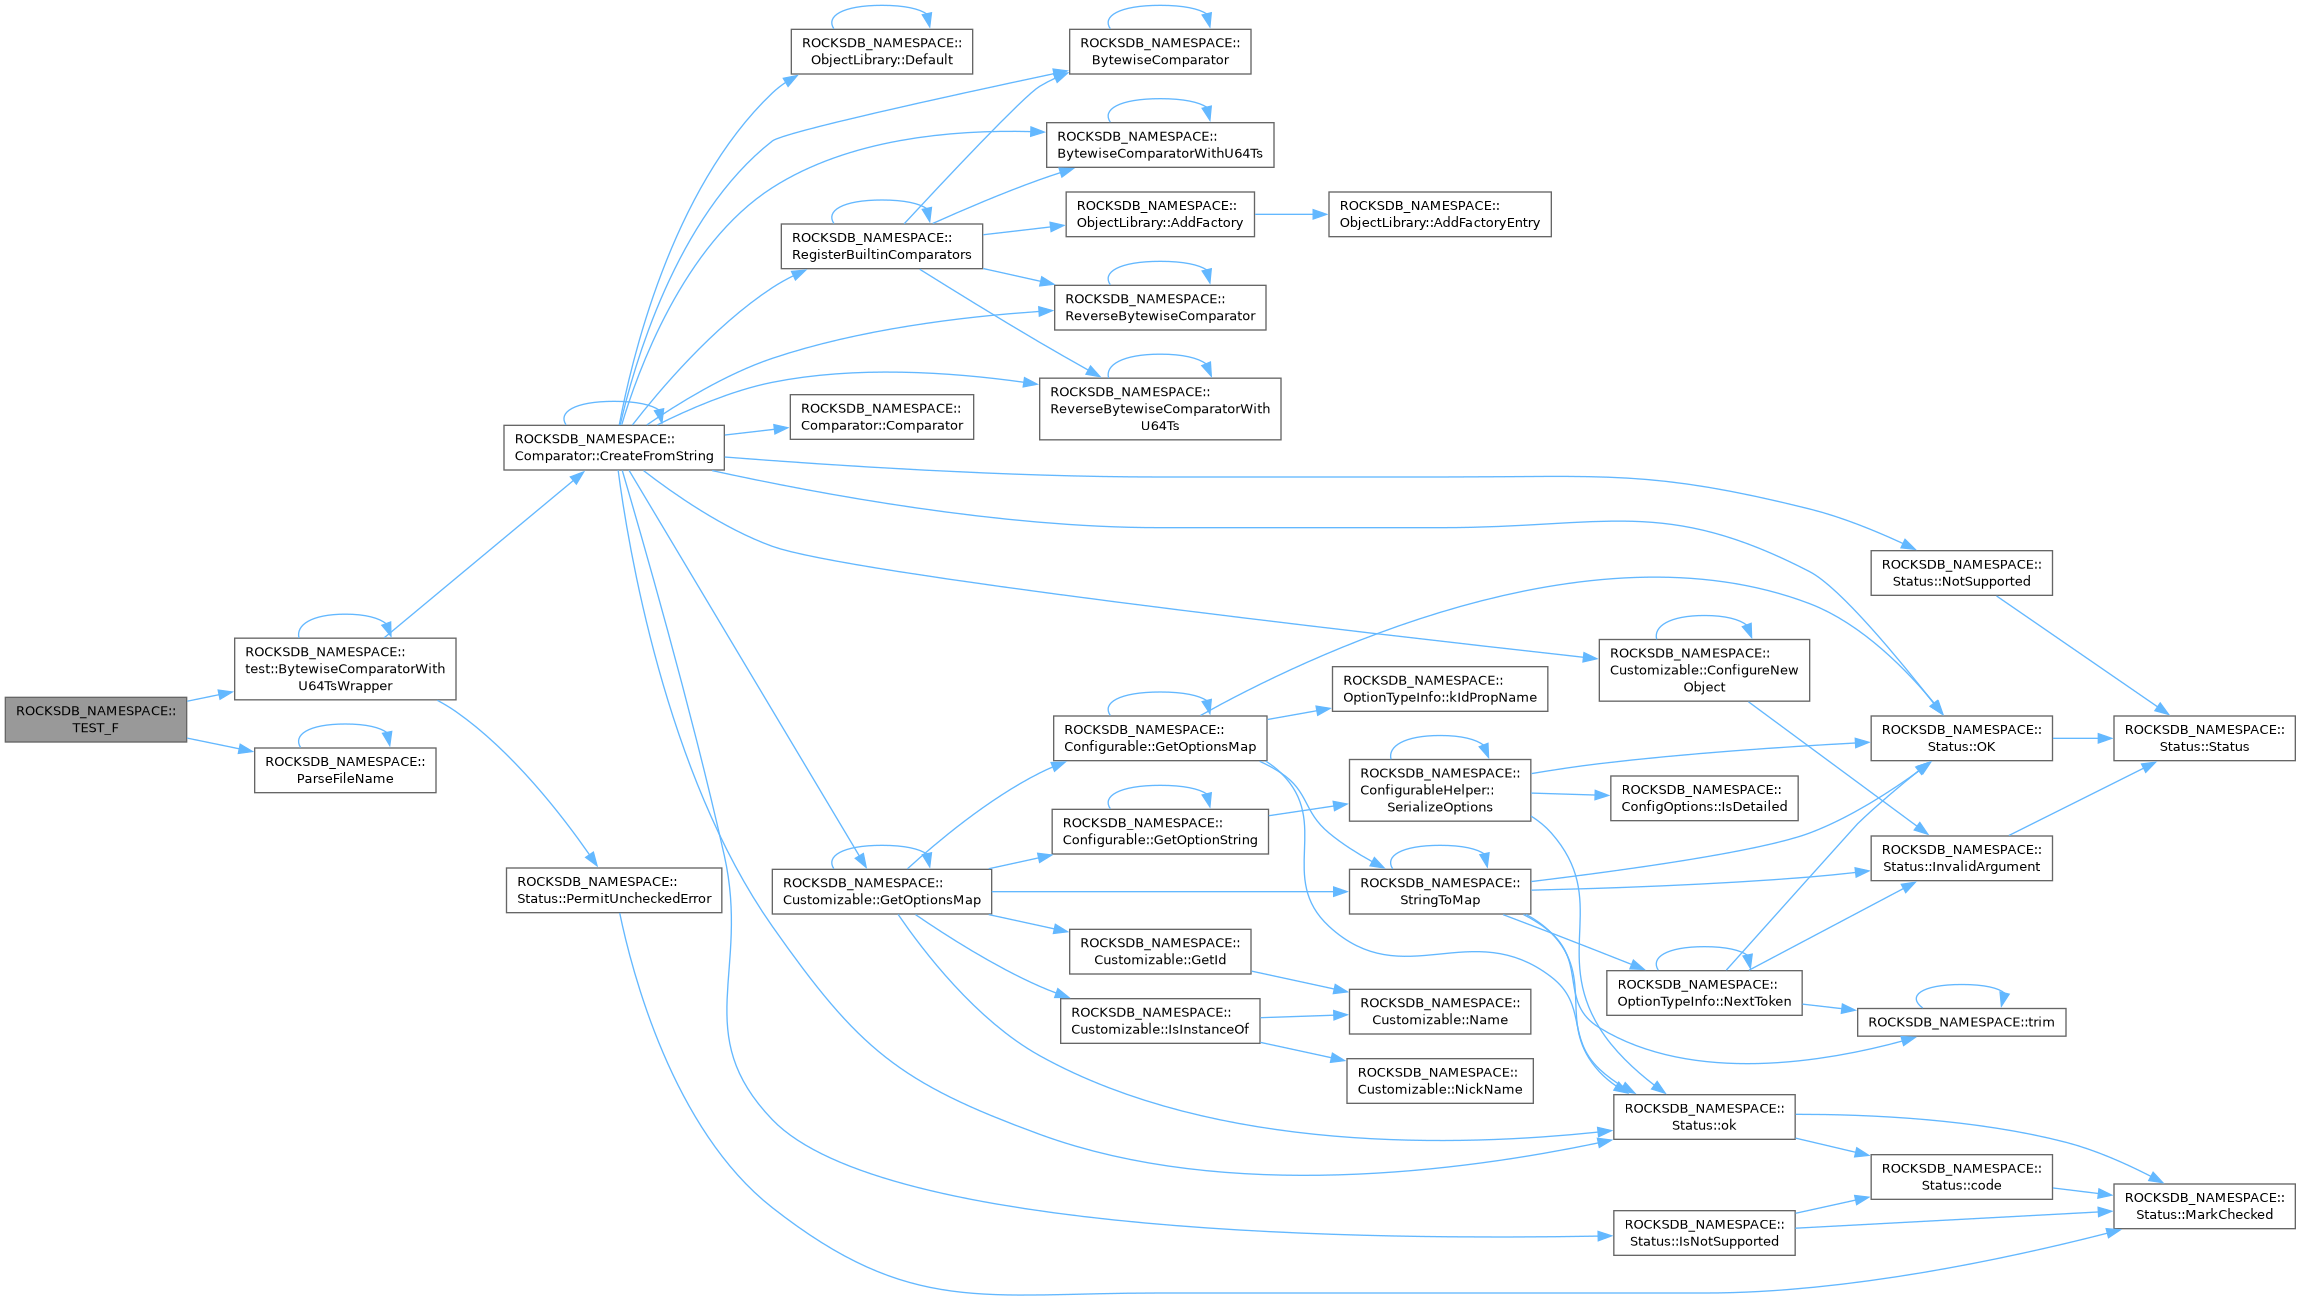 ROCKSDB_NAMESPACE::
TEST_F
ROCKSDB_NAMESPACE::
test::BytewiseComparatorWith
U64TsWrapper
ROCKSDB_NAMESPACE::
ParseFileName
ROCKSDB_NAMESPACE::
Comparator::CreateFromString
ROCKSDB_NAMESPACE::
Status::PermitUncheckedError
ROCKSDB_NAMESPACE::
ObjectLibrary::Default
ROCKSDB_NAMESPACE::
RegisterBuiltinComparators
ROCKSDB_NAMESPACE::
Comparator::Comparator
ROCKSDB_NAMESPACE::
Customizable::GetOptionsMap
ROCKSDB_NAMESPACE::
BytewiseComparator
ROCKSDB_NAMESPACE::
BytewiseComparatorWithU64Ts
ROCKSDB_NAMESPACE::
ObjectLibrary::AddFactory
ROCKSDB_NAMESPACE::
ReverseBytewiseComparator
ROCKSDB_NAMESPACE::
ReverseBytewiseComparatorWith
U64Ts
ROCKSDB_NAMESPACE::
Configurable::GetOptionsMap
ROCKSDB_NAMESPACE::
Configurable::GetOptionString
ROCKSDB_NAMESPACE::
Customizable::GetId
ROCKSDB_NAMESPACE::
Customizable::IsInstanceOf
ROCKSDB_NAMESPACE::
ObjectLibrary::AddFactoryEntry
ROCKSDB_NAMESPACE::
OptionTypeInfo::kIdPropName
ROCKSDB_NAMESPACE::
ConfigurableHelper::
SerializeOptions
ROCKSDB_NAMESPACE::
StringToMap
ROCKSDB_NAMESPACE::
Customizable::Name
ROCKSDB_NAMESPACE::
Customizable::NickName
ROCKSDB_NAMESPACE::
Customizable::ConfigureNew
Object
ROCKSDB_NAMESPACE::
ConfigOptions::IsDetailed
ROCKSDB_NAMESPACE::
OptionTypeInfo::NextToken
ROCKSDB_NAMESPACE::
Status::ok
ROCKSDB_NAMESPACE::
Status::IsNotSupported
ROCKSDB_NAMESPACE::
Status::NotSupported
ROCKSDB_NAMESPACE::
Status::OK
ROCKSDB_NAMESPACE::
Status::InvalidArgument
ROCKSDB_NAMESPACE::trim
ROCKSDB_NAMESPACE::
Status::code
ROCKSDB_NAMESPACE::
Status::Status
ROCKSDB_NAMESPACE::
Status::MarkChecked